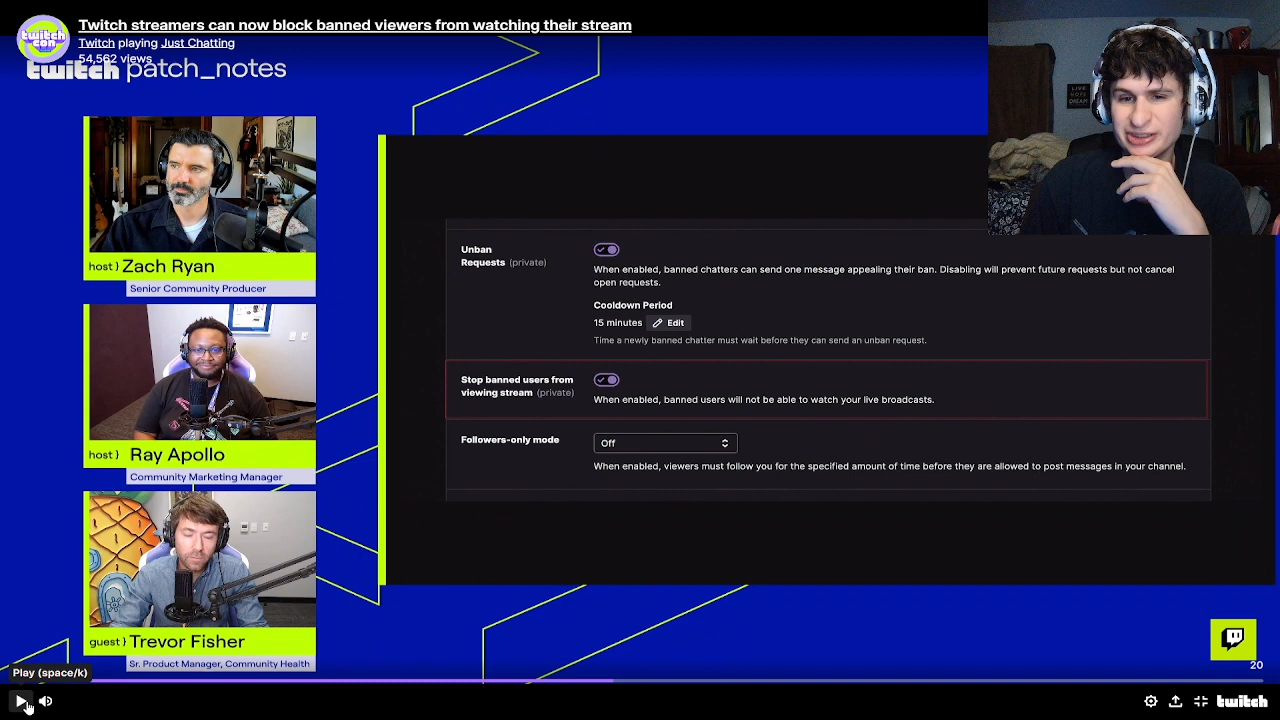 Twitch streamers can now block banned viewers from watching their stream
Twitch playing Just Chatting
54,562 views
twitch patch_notes
twitch
con
LIVE
HOPE
DREAM
host } Zach Ryan
Senior Community Producer
host } Ray Apollo
Community Marketing Manager
guest } Trevor Fisher
Sr. Product Manager, Community Health
Unban
Requests (private)
When enabled, banned chatters can send one message appealing their ban. Disabling will prevent future requests but not cancel
open requests.
Cooldown Period
15 minutes Edit
Time a newly banned chatter must wait before they can send an unban request.
Stop banned users from
viewing stream (private)
When enabled, banned users will not be able to watch your live broadcasts.
Followers-only mode
Off
When enabled, viewers must follow you for the specified amount of time before they are allowed to post messages in your channel.
20
Play (space/k)
twitch